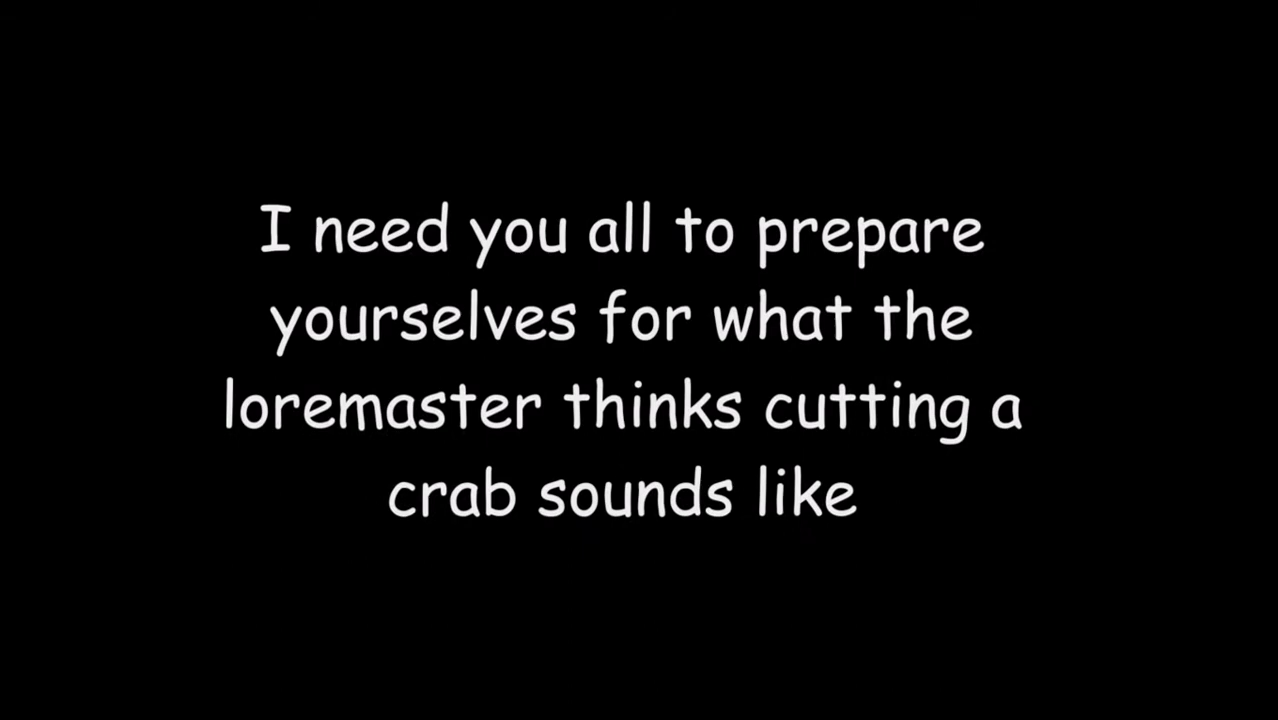 I need you all to prepare
yourselves for what the
loremaster thinks cutting a
crab sounds like